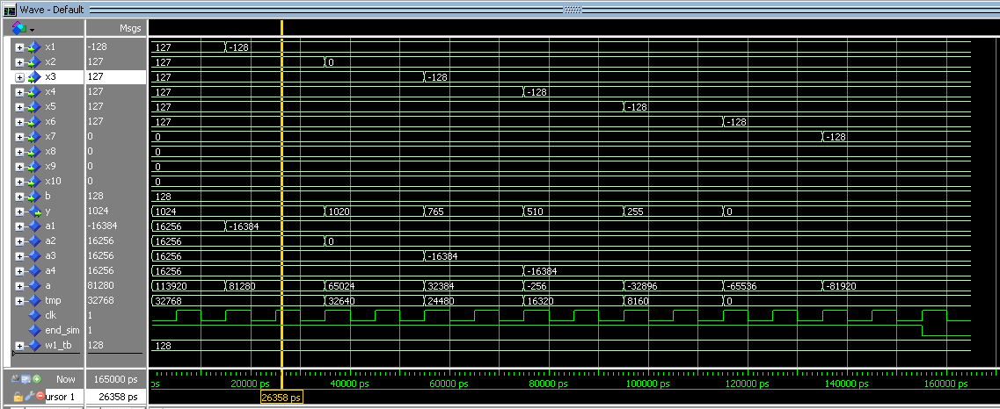 Wave - Default
Msgs
x1 -128 127 -128
x2 127 127 0
x3 127 127 -128
x4 127 127 -128
x5 127 127 -128
x6 127 127 -128
x7 0 0 -128
x8 0 0
x9 0 0
x10 0 0
b 128 128
y 1024 1024 1020 765 510 255 0
a1 -16384 16256 -16384
a2 16256 16256 0
a3 16256 16256 -16384
a4 16256 16256 -16384
a 81280 113920 81280 65024 32384 -256 -32896 -65536 -81920
tmp 32768 32768 32640 24480 16320 8160 0
clk 1
end_sim 1
w1_tb 128 128
Now 165000 ps ps 20000 ps 40000 ps 60000 ps 80000 ps 100000 ps 120000 ps 140000 ps 160000 ps
ursor 1 26358 ps 26358 ps